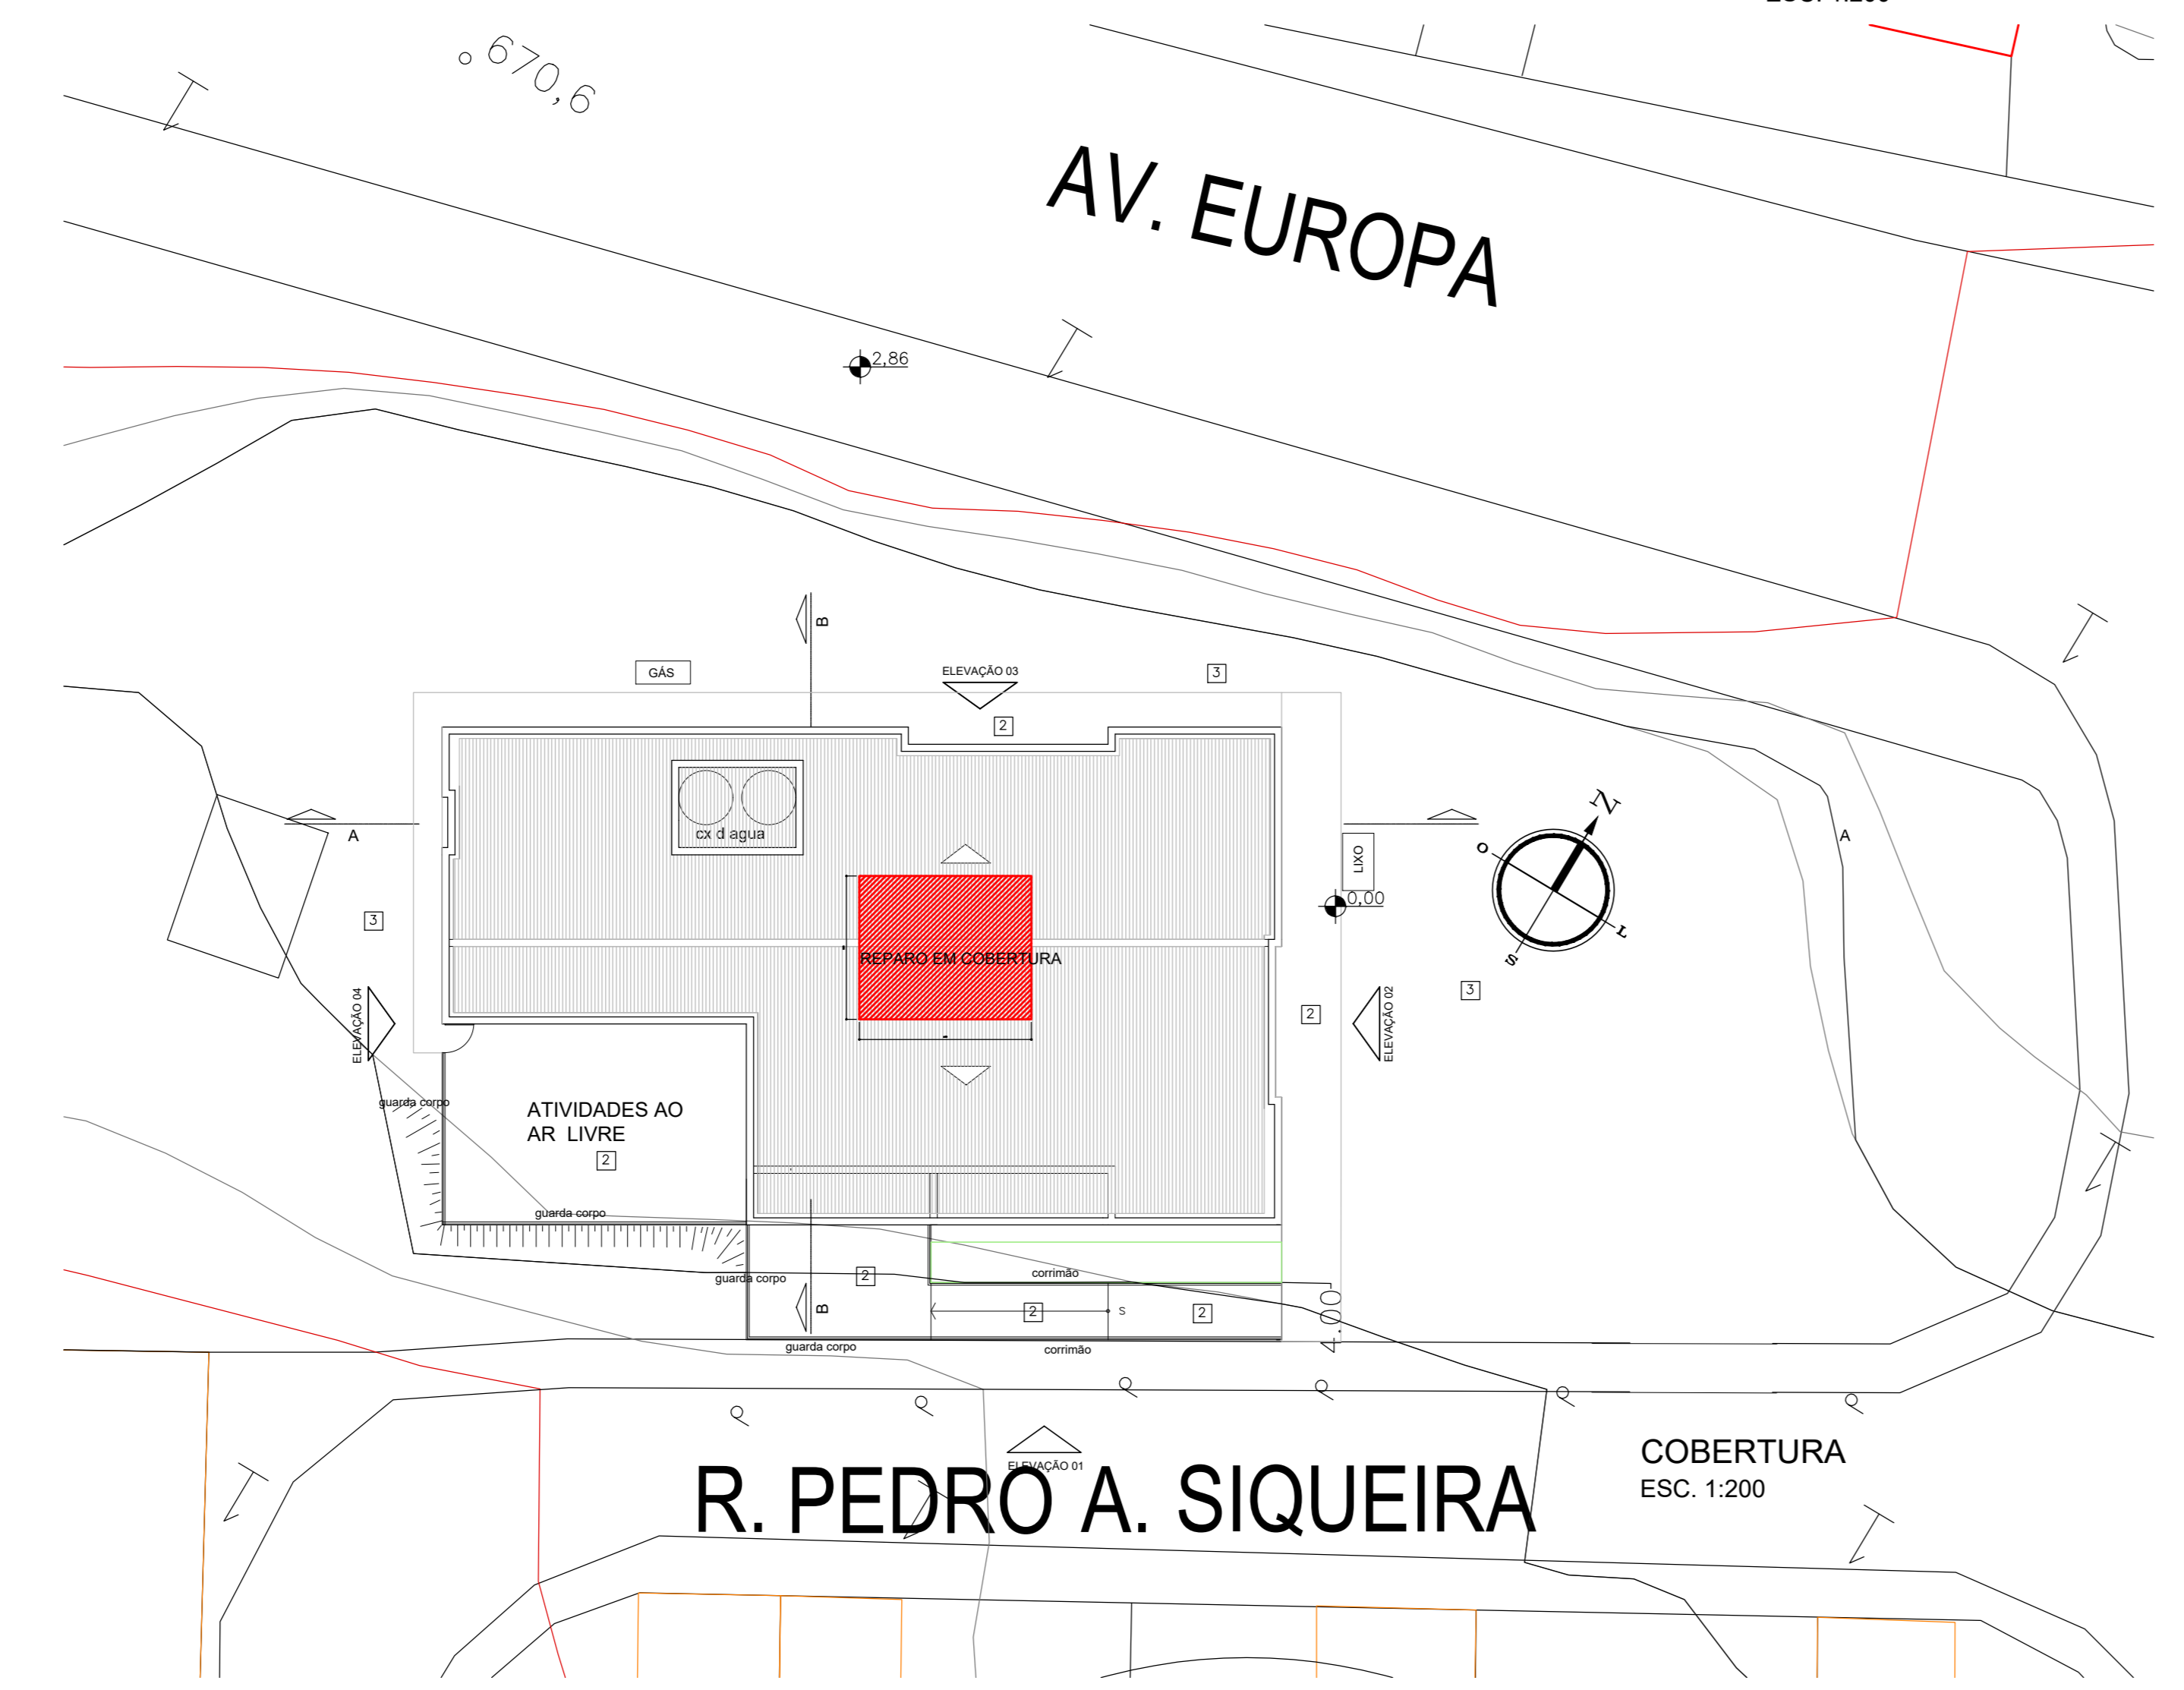 670,6
AV. EUROPA
2,86
B
GÁS
ELEVAÇÃO 03
3
2
N
cx d agua
A
A
O
LIXO
0,00
3
L
REPARO EM COBERTURA
S
3
ELEVAÇÃO 04
2
ELEVAÇÃO 02
guarda corpo
ATIVIDADES AO
AR LIVRE
2
guarda corpo
guarda corpo
2
corrimão
B
2
S
2
4.00
guarda corpo
corrimão
ELEVAÇÃO 01
R. PEDRO A. SIQUEIRA
COBERTURA
ESC. 1:200